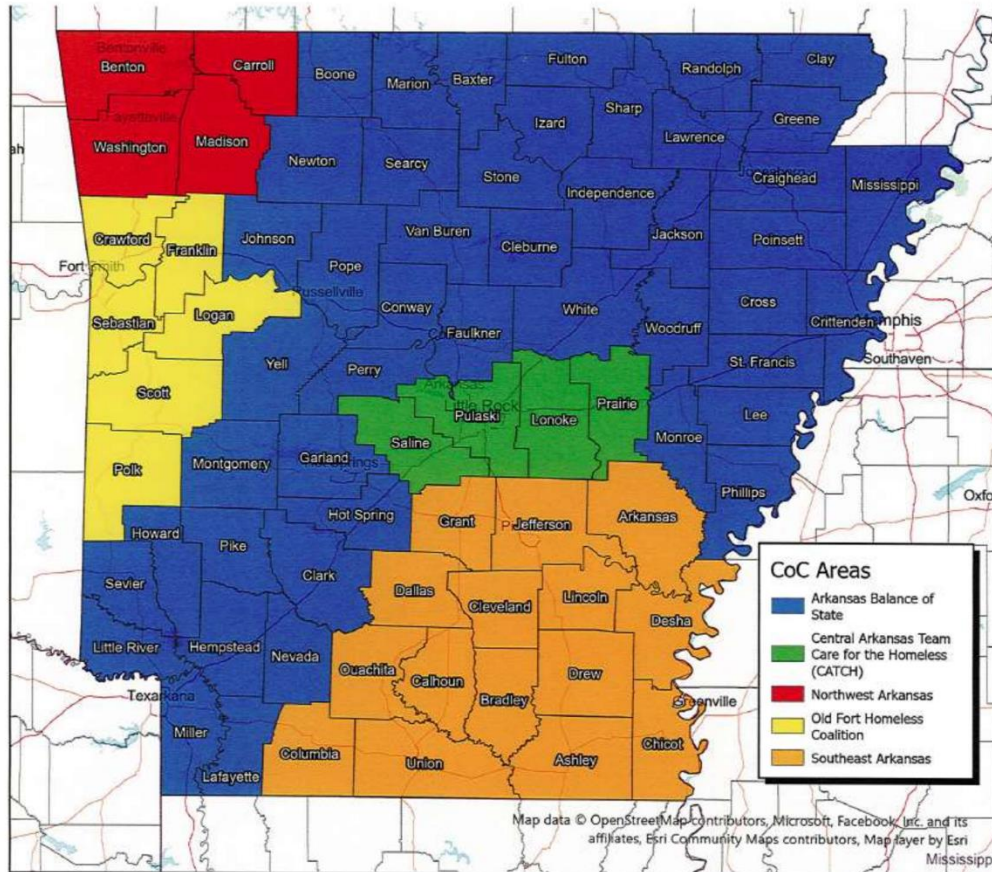 Bentonville
Benton
Carroll
Boone
Marion
Baxter
Fulton
Randolph
Clay
Sharp
Izard
Greene
Lawrence
Fayetteville
Washington
Madison
Newton
Searcy
Stone
Independence
Craighead
Mississippi
Crawford
Franklin
Johnson
Van Buren
Cleburne
Jackson
Poinsett
Fort Smith
Pope
Russellville
Sebastian
Logan
Conway
Faulkner
White
Woodruff
Cross
Crittenden
mphis
Southaven
Yell
Perry
St. Francis
Scott
Arkansas
Little Rock
Pulaski
Lonoke
Prairie
Lee
Saline
Monroe
Polk
Montgomery
Garland
Springs
Phillips
Oxfo
Hot Spring
Grant
Jefferson
Arkansas
Howard
Pike
Sevier
Clark
Dallas
Cleveland
Lincoln
Desha
Little River
Hempstead
Nevada
Ouachita
Calhoun
Bradley
Drew
Texarkana
Greenville
Miller
Lafayette
Columbia
Union
Ashley
Chicot
CoC Areas
Arkansas Balance of
State
Central Arkansas Team
Care for the Homeless
(CATCH)
Northwest Arkansas
Old Fort Homeless
Coalition
Southeast Arkansas
Map data © OpenStreetMap contributors, Microsoft, Facebook, Inc. and its
affiliates, Esri Community Maps contributors, Map layer by Esri
Mississipp